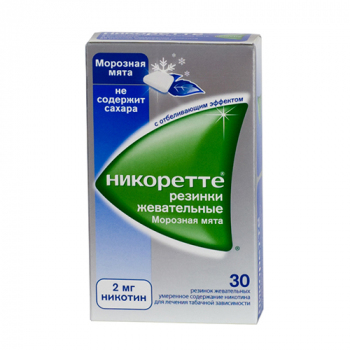 Морозная
мята
не
содержит
сахара
с отбеливающим эффектом
никоретте®
резинки
жевательные
Морозная мята
®
2 мг
никотин
30
резинок жевательных
умеренное содержание никотина
для лечения табачной зависимости